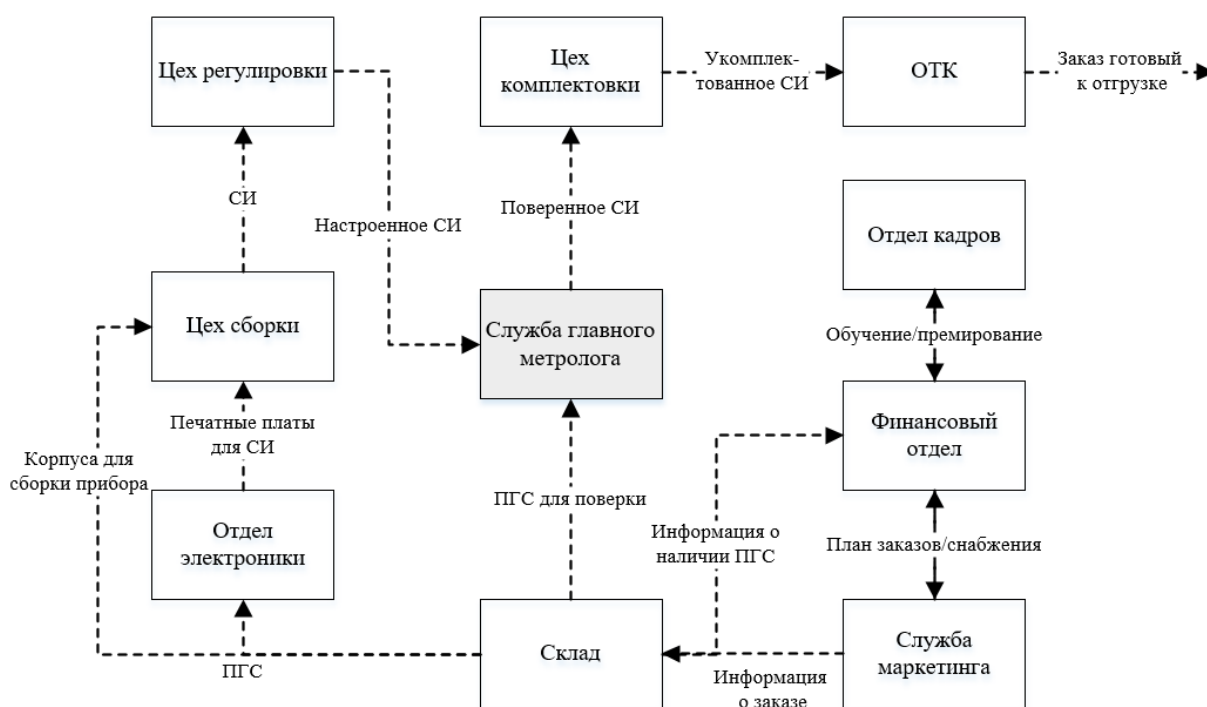 Цех регулировки
Цех
комплектовки
Укомплек-
тованное СИ
ОТК
Заказ готовый
к отгрузке
СИ
Настроенное СИ
Поверенное СИ
Отдел кадров
Цех сборки
Служба главного
метролога
Обучение/премирование
Печатные платы
для СИ
Финансовый
отдел
Корпуса для
сборки прибора
ПГС для поверки
Отдел
электроники
Информация о
наличии ПГС
План заказов/снабжения
ПГС
Склад
Информация
о заказе
Служба
маркетинга